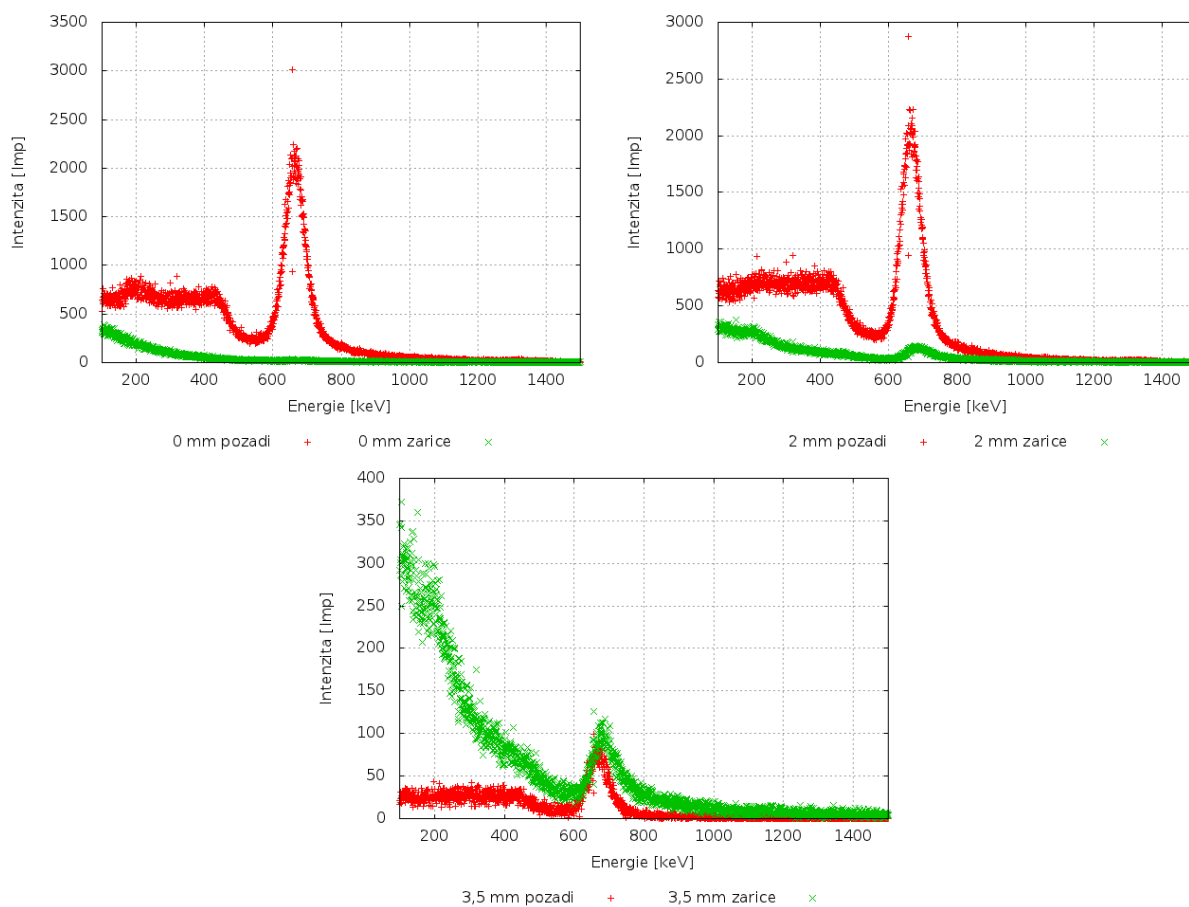 3500
3000
2500
2000
1500
1000
500
0
Intenzita [Imp]
200 400 600 800 1000 1200 1400
Energie [keV]
0 mm pozadi 0 mm zarice
3000
2500
2000
1500
1000
500
0
Intenzita [Imp]
200 400 600 800 1000 1200 1400
Energie [keV]
2 mm pozadi 2 mm zarice
400
350
300
250
200
150
100
50
0
Intenzita [Imp]
200 400 600 800 1000 1200 1400
Energie [keV]
3,5 mm pozadi 3,5 mm zarice